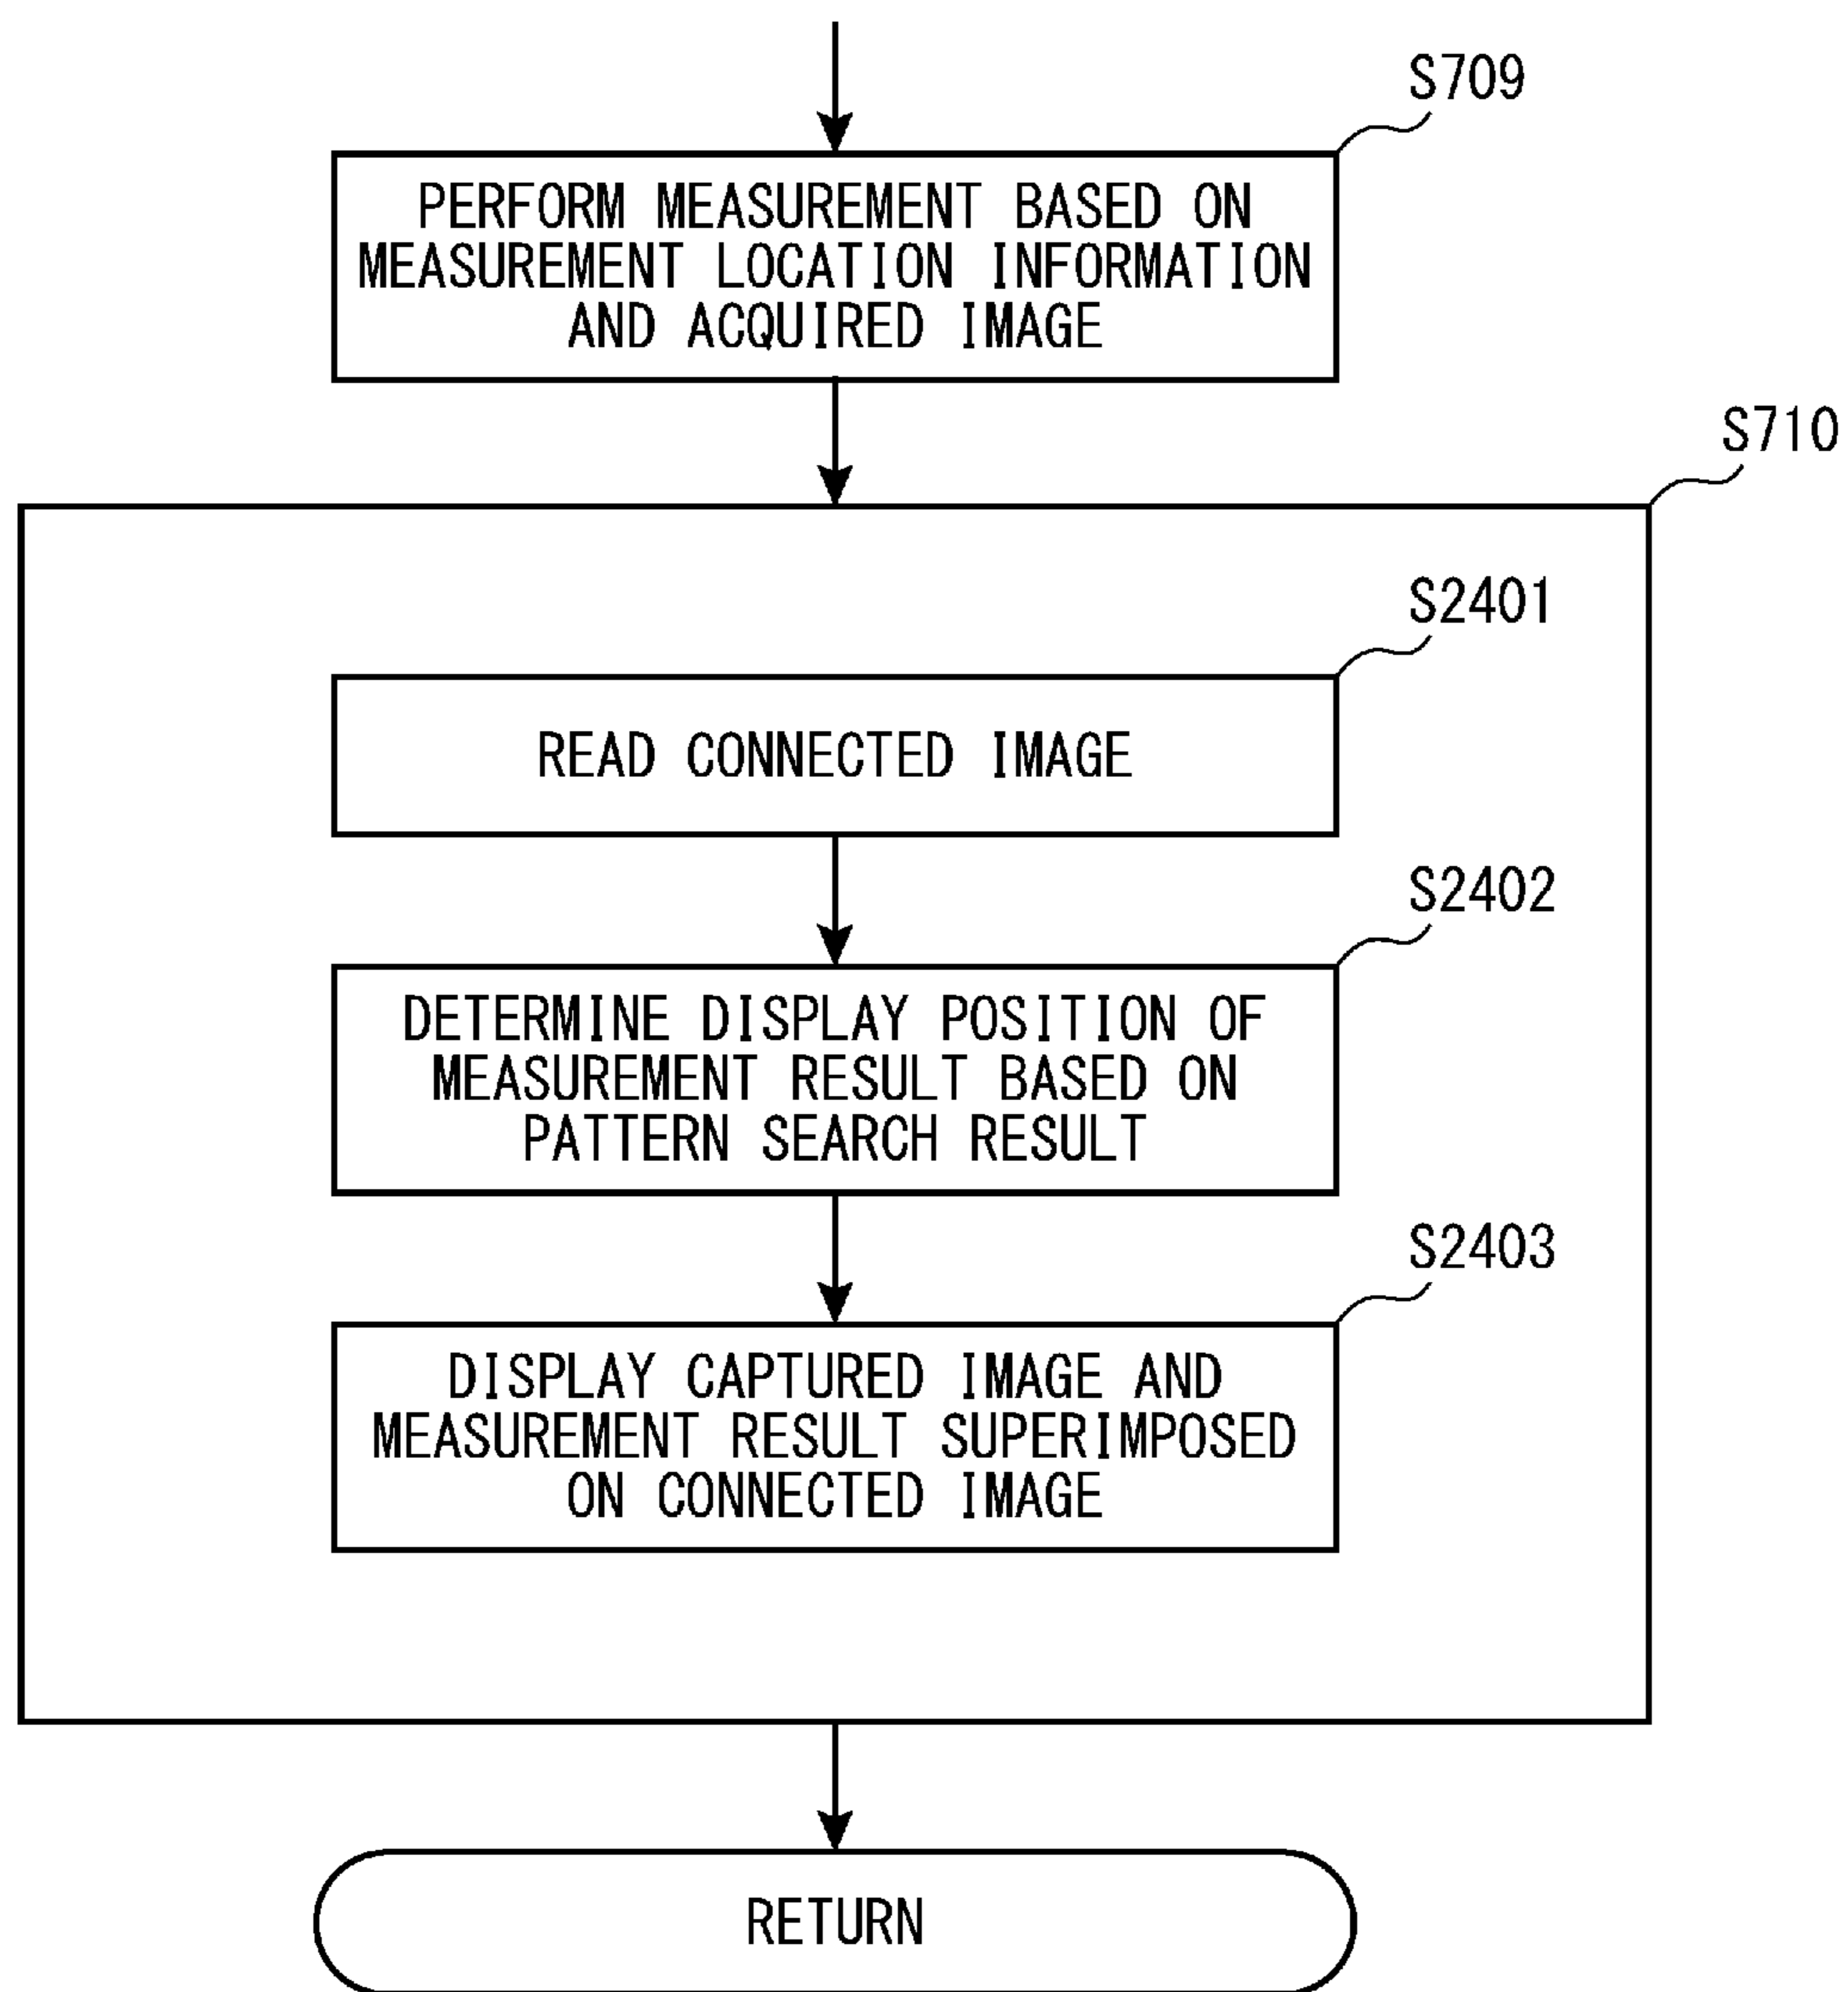 S709
PERFORM MEASUREMENT BASED ON
MEASUREMENT LOCATION INFORMATION
AND ACQUIRED IMAGE
S710
S2401
READ CONNECTED IMAGE
S2402
DETERMINE DISPLAY POSITION OF
MEASUREMENT RESULT BASED ON
PATTERN SEARCH RESULT
S2403
DISPLAY CAPTURED IMAGE AND
MEASUREMENT RESULT SUPERIMPOSED
ON CONNECTED IMAGE
RETURN